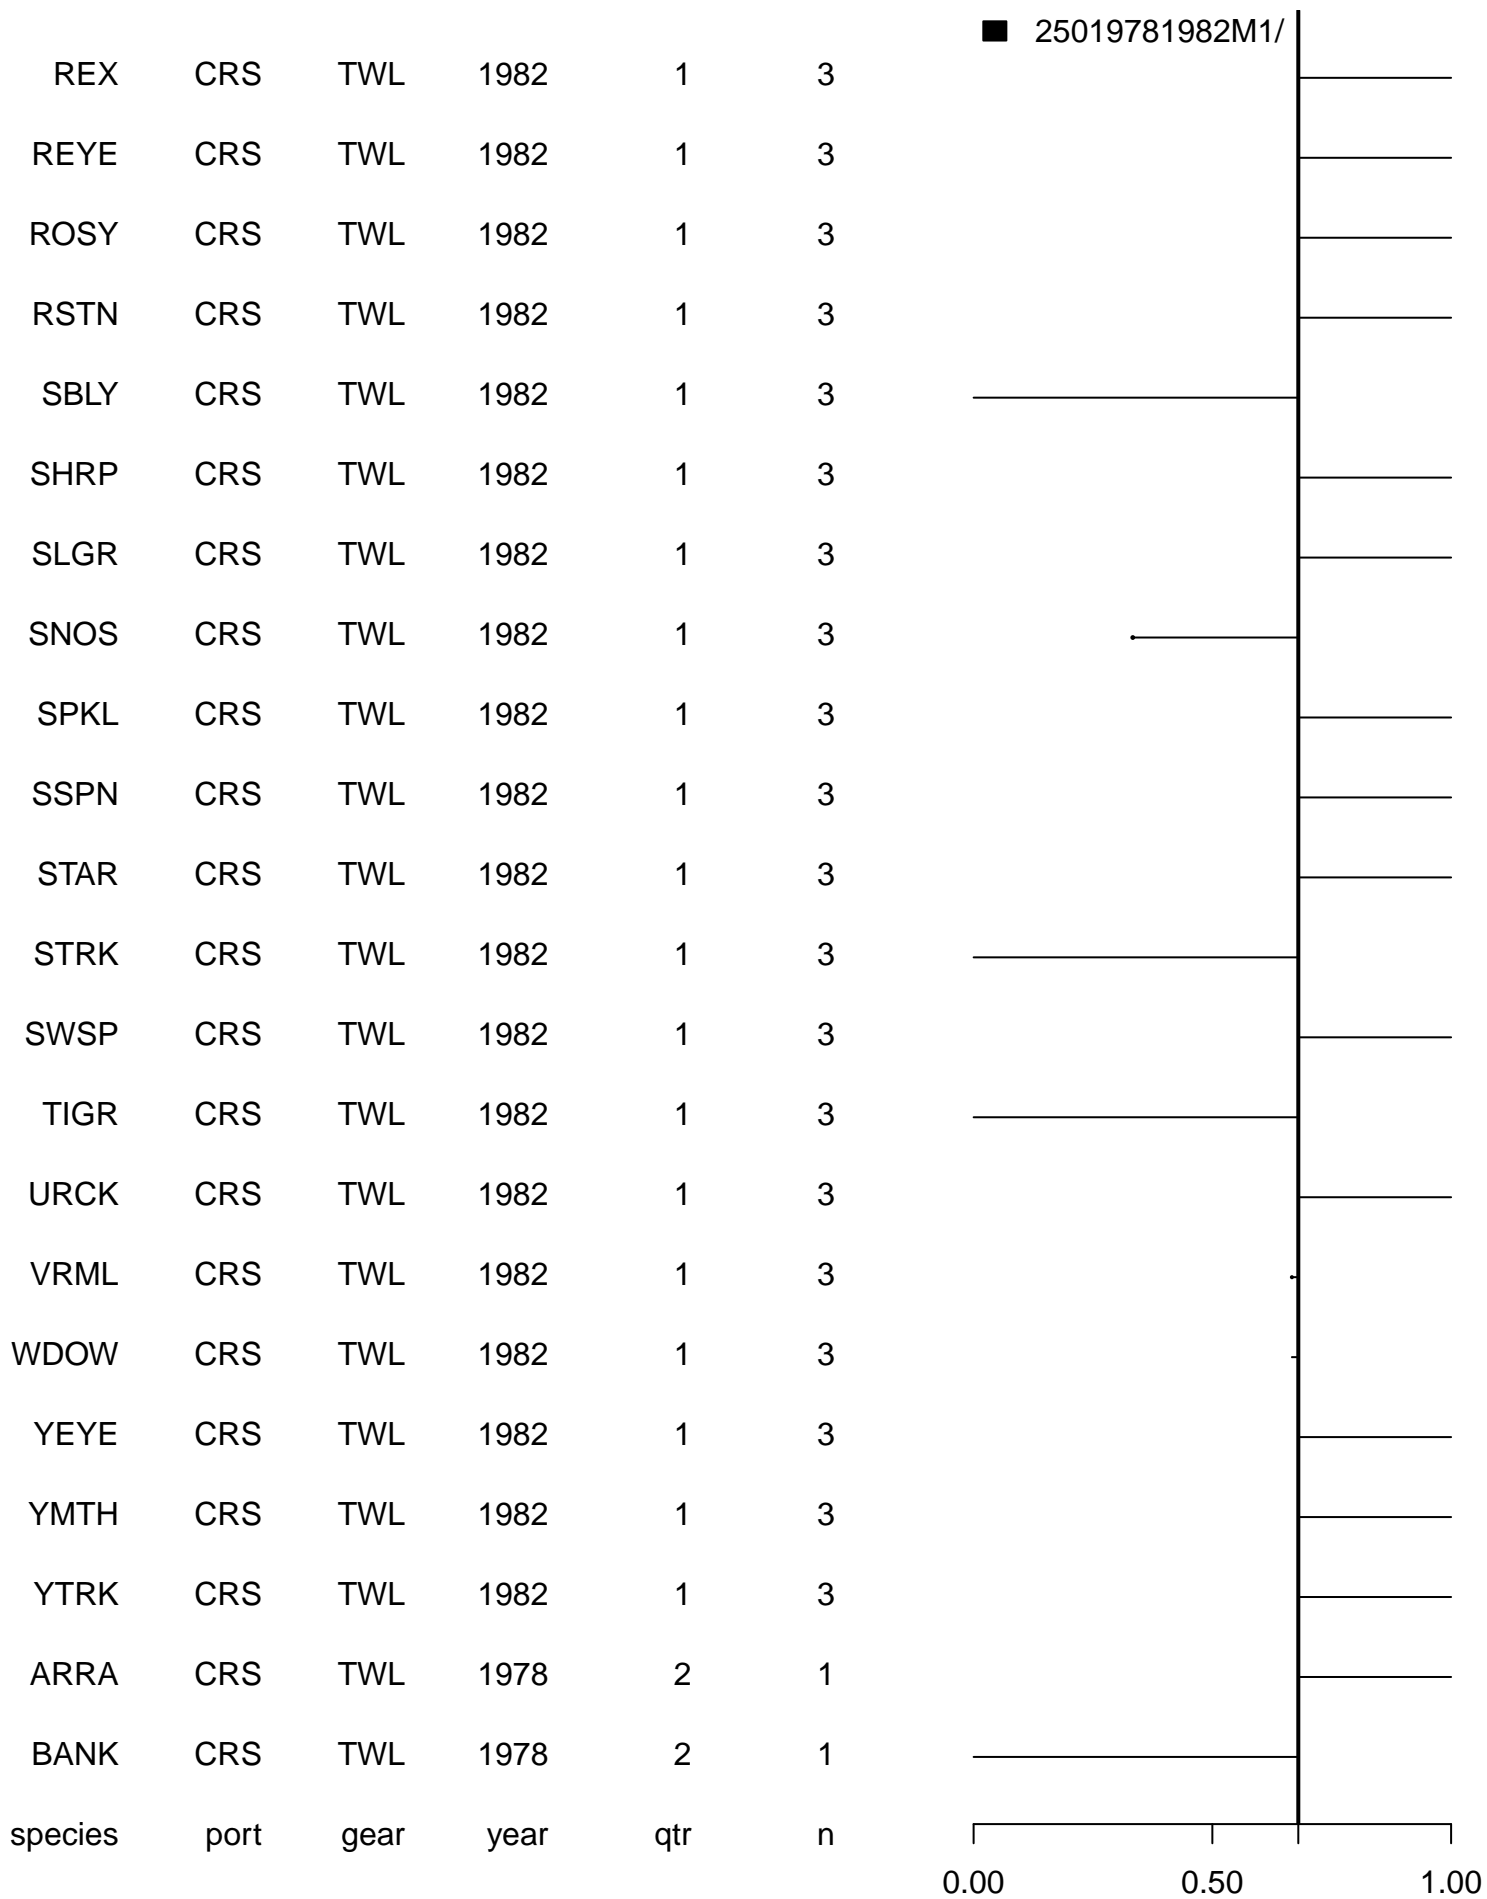 25019781982M1/
REX CRS TWL 1982 1 3
REYE CRS TWL 1982 1 3
ROSY CRS TWL 1982 1 3
RSTN CRS TWL 1982 1 3
SBLY CRS TWL 1982 1 3
SHRP CRS TWL 1982 1 3
SLGR CRS TWL 1982 1 3
SNOS CRS TWL 1982 1 3
SPKL CRS TWL 1982 1 3
SSPN CRS TWL 1982 1 3
STAR CRS TWL 1982 1 3
STRK CRS TWL 1982 1 3
SWSP CRS TWL 1982 1 3
TIGR CRS TWL 1982 1 3
URCK CRS TWL 1982 1 3
VRML CRS TWL 1982 1 3
WDOW CRS TWL 1982 1 3
YEYE CRS TWL 1982 1 3
YMTH CRS TWL 1982 1 3
YTRK CRS TWL 1982 1 3
ARRA CRS TWL 1978 2 1
BANK CRS TWL 1978 2 1
species port gear year qtr n
0.00 0.50 1.00